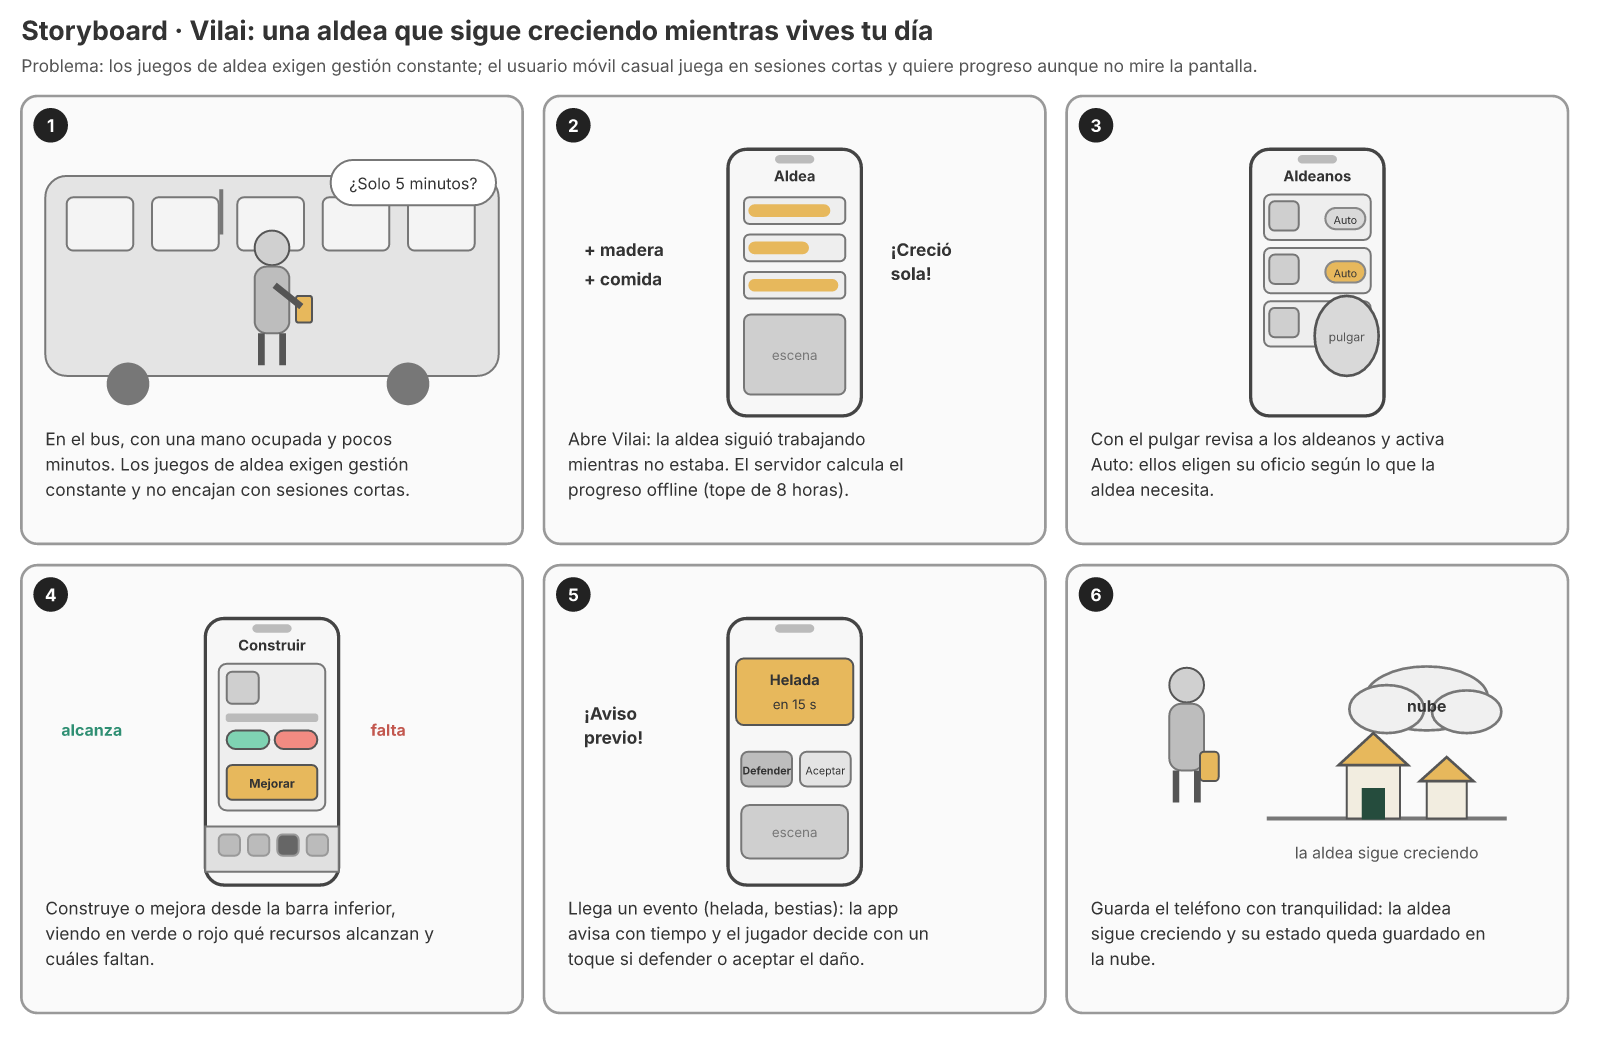 Storyboard · Vilai: una aldea que sigue creciendo mientras vives tu día
Problema: los juegos de aldea exigen gestión constante; el usuario móvil casual juega en sesiones cortas y quiere progreso aunque no mire la pantalla.
1
¿Solo 5 minutos?
En el bus, con una mano ocupada y pocos
minutos. Los juegos de aldea exigen gestión
constante y no encajan con sesiones cortas.
2
Aldea
+ madera
+ comida
¡Creció
sola!
escena
Abre Vilai: la aldea siguió trabajando
mientras no estaba. El servidor calcula el
progreso offline (tope de 8 horas).
3
Aldeanos
Auto
Auto
pulgar
Con el pulgar revisa a los aldeanos y activa
Auto: ellos eligen su oficio según lo que la
aldea necesita.
4
Construir
alcanza
falta
Mejorar
Construye o mejora desde la barra inferior,
viendo en verde o rojo qué recursos alcanzan y
cuáles faltan.
5
Helada
en 15 s
¡Aviso
previo!
Defender
Aceptar
escena
Llega un evento (helada, bestias): la app
avisa con tiempo y el jugador decide con un
toque si defender o aceptar el daño.
6
nube
la aldea sigue creciendo
Guarda el teléfono con tranquilidad: la aldea
sigue creciendo y su estado queda guardado en
la nube.